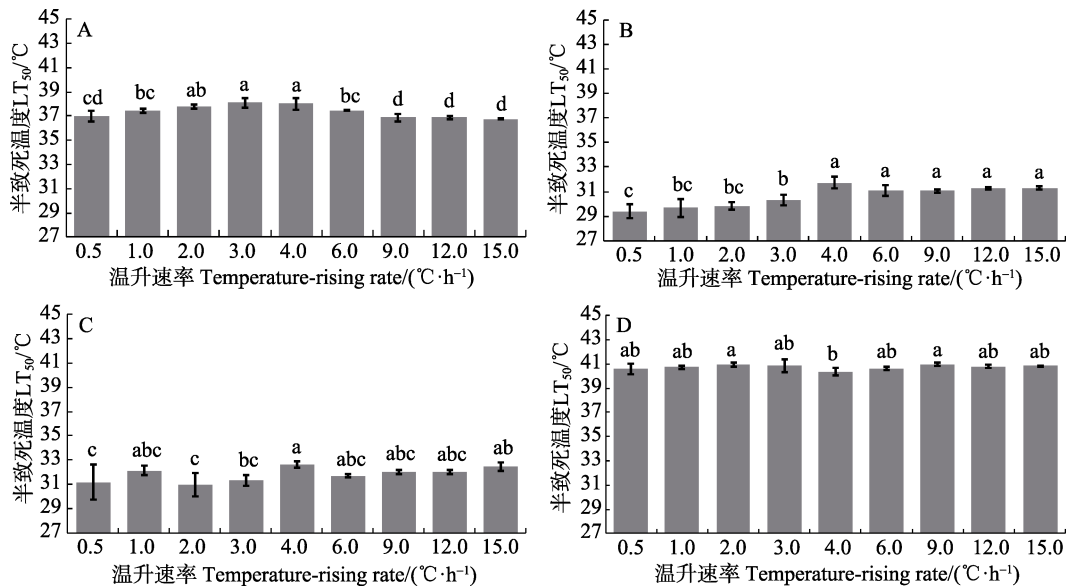 A
半致死温度LT50/℃
45
43
41
39
37
35
33
31
29
27
cd bc ab a a bc d d d
0.5 1.0 2.0 3.0 4.0 6.0 9.0 12.0 15.0
温升速率 Temperature-rising rate/(℃·h⁻¹)
B
半致死温度LT50/℃
45
43
41
39
37
35
33
31
29
27
c bc bc b a a a a a
0.5 1.0 2.0 3.0 4.0 6.0 9.0 12.0 15.0
温升速率 Temperature-rising rate/(℃·h⁻¹)
C
半致死温度LT50/℃
45
43
41
39
37
35
33
31
29
27
c abc c bc a abc abc abc ab
0.5 1.0 2.0 3.0 4.0 6.0 9.0 12.0 15.0
温升速率 Temperature-rising rate/(℃·h⁻¹)
D
半致死温度LT50/℃
45
43
41
39
37
35
33
31
29
27
ab ab a ab b ab a ab ab
0.5 1.0 2.0 3.0 4.0 6.0 9.0 12.0 15.0
温升速率 Temperature-rising rate/(℃·h⁻¹)